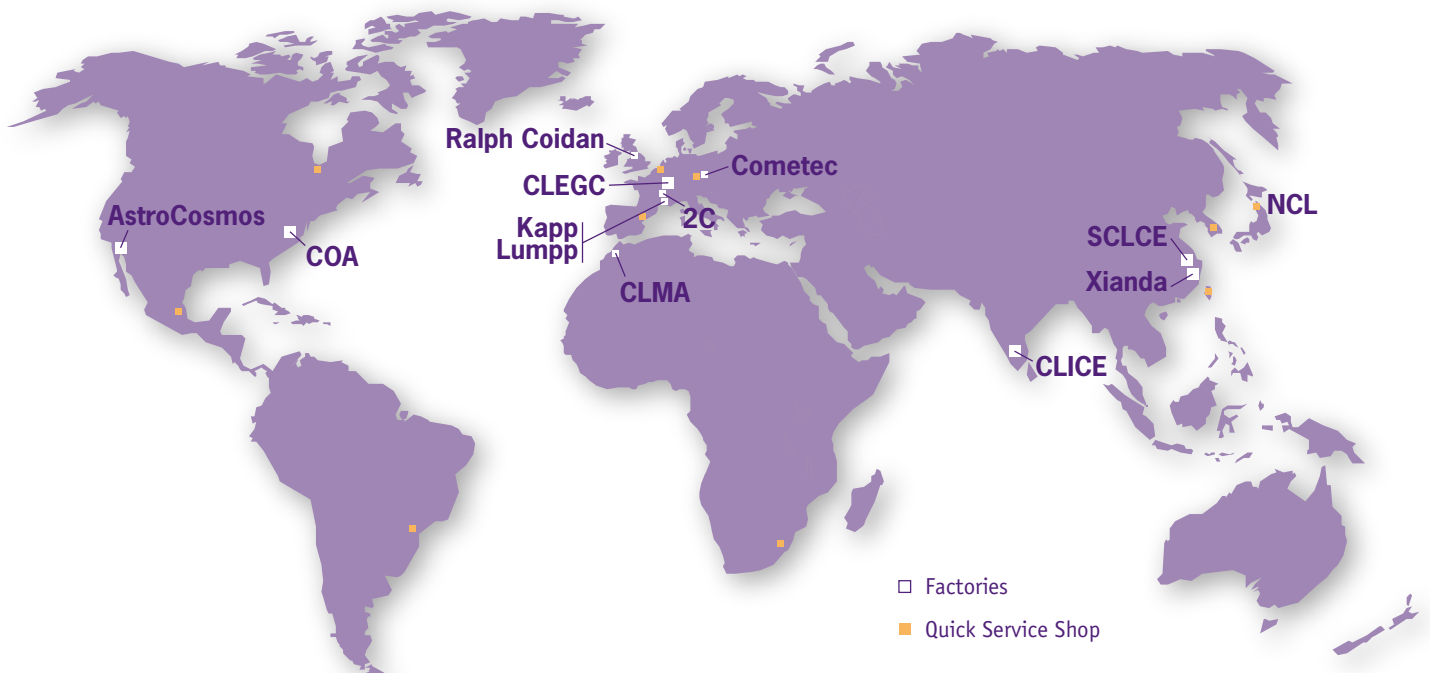 Ralph Coidan
Cometec
CLEGC
AstroCosmos
2C
NCL
Kapp
Lumpp
COA
SCLCE
Xianda
CLMA
CLICE
Factories
Quick Service Shop